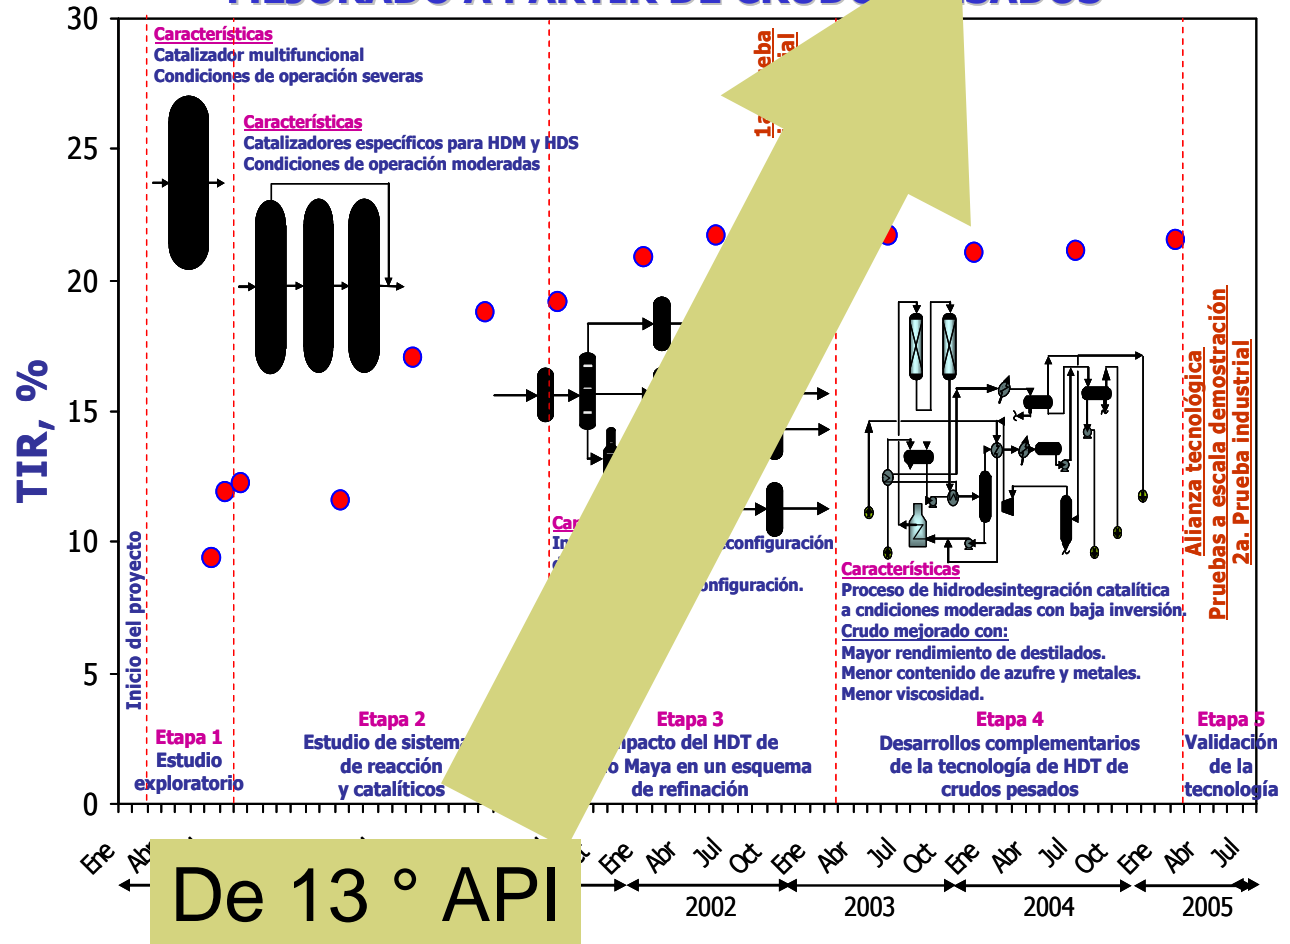 MEJORADO A PARTIR DE CRUDOS PESADOS
30
25
20
15
10
5
0
TIR, %
Características
Catalizador multifuncional
Condiciones de operación severas
Características
Catalizadores específicos para HDM y HDS
Condiciones de operación moderadas
Inicio del proyecto
Características
Proceso de hidrodesintegración catalítica
a cndiciones moderadas con baja inversión.
Crudo mejorado con:
Mayor rendimiento de destilados.
Menor contenido de azufre y metales.
Menor viscosidad.
Alianza tecnológica
Pruebas a escala demostración
2a. Prueba industrial
Etapa 1
Estudio
exploratorio
Etapa 2
Estudio de
de reacción
y catalíticos
Etapa 3
del HDT de
Maya en un esquema
de refinación
Etapa 4
Desarrollos complementarios
de la tecnología de HDT de
crudos pesados
Etapa 5
Validación
de la
tecnología
Ene
Ene Abr Jul Oct Ene Abr Jul Oct Ene Abr Jul Oct Ene Abr Jul
2002 2003 2004 2005
De 13 ° API